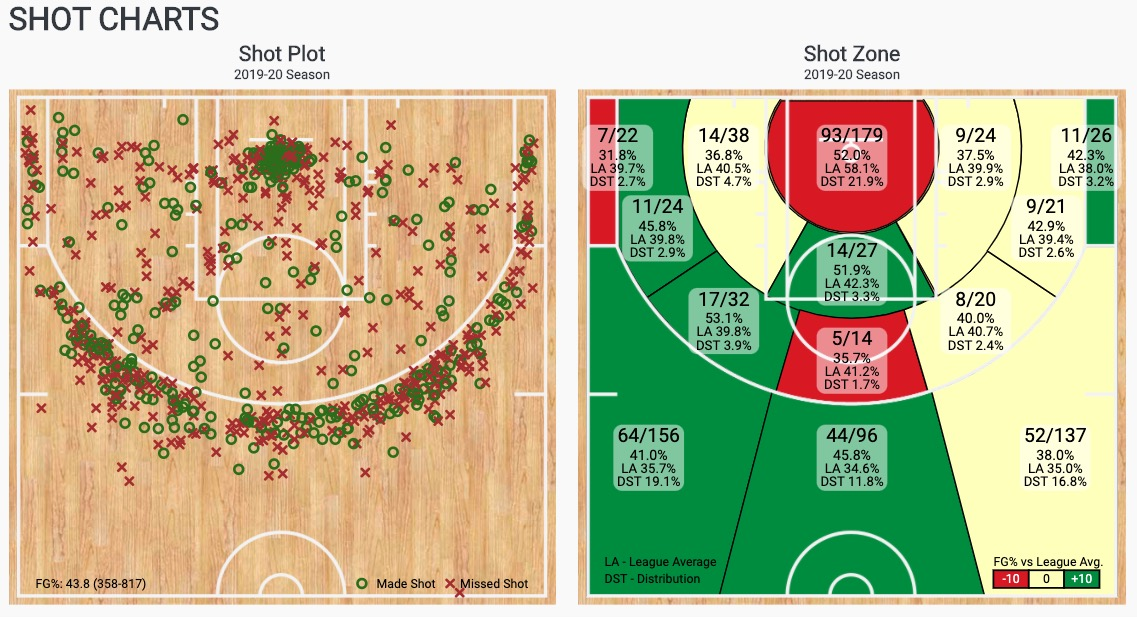 SHOT CHARTS
Shot Plot
2019-20 Season
FG%: 43.8 (358-817)
Made Shot
Missed Shot
Shot Zone
2019-20 Season
7/22
31.8%
LA 39.7%
DST 2.7%
14/38
36.8%
LA 40.5%
DST 4.7%
93/179
52.0%
LA 58.1%
DST 21.9%
9/24
37.5%
LA 39.9%
DST 2.9%
11/26
42.3%
LA 38.0%
DST 3.2%
11/24
45.8%
LA 39.8%
DST 2.9%
9/21
42.9%
LA 39.4%
DST 2.6%
14/27
51.9%
LA 42.3%
DST 3.3%
17/32
53.1%
LA 39.8%
DST 3.9%
8/20
40.0%
LA 40.7%
DST 2.4%
5/14
35.7%
LA 41.2%
DST 1.7%
64/156
41.0%
LA 35.7%
DST 19.1%
44/96
45.8%
LA 34.6%
DST 11.8%
52/137
38.0%
LA 35.0%
DST 16.8%
LA - League Average
DST - Distribution
FG% vs League Avg.
-10 0 +10